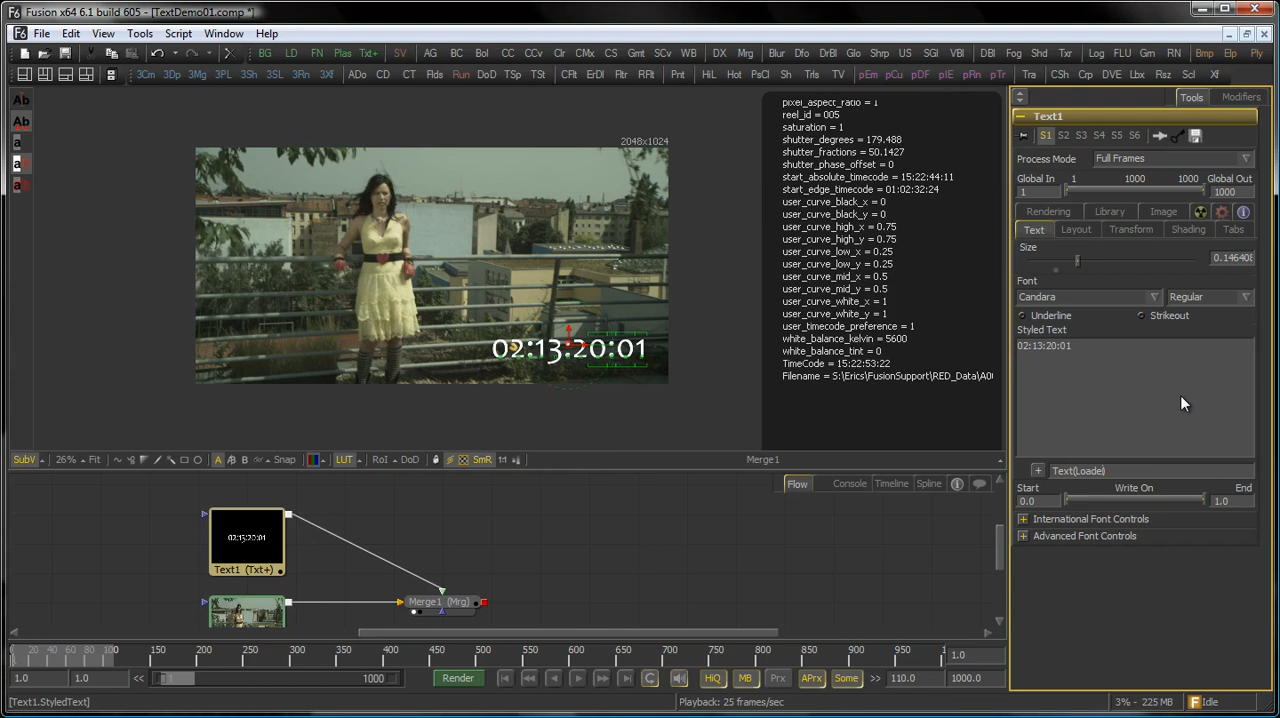 Fusion x64 6.1 build 605 - [TextDemo01.comp *]
File Edit View Tools Script Window Help
BG LD FN Plas Txt+ SV AG BC Bol CC CCv Clr CMx CS Gmt SCv WB DX Mrg Blur Dfo DrBl Glo Shrp US SGl VBl DBl Fog Shd Txr Log FLU Grn RN Bmp Elp Ply
3Cm 3Dp 3Mg 3PL 3Sh 3SL 3Rn 3Xf ADo CD CT Flds Run DoD TSp TSt CFlt ErDl Fltr RFlt Pnt HiL Hot PsCl Sh Trls TV pEm pCu pDF pIE pRn pTr Tra CSh Crp DVE Lbx Rsz Scl Xf
Tools Modifiers
Text1
S1 S2 S3 S4 S5 S6
Process Mode Full Frames
Global In 1 1000 1000 Global Out
1 1000
Rendering Library Image
Text Layout Transform Shading Tabs
Size
0.146408
Font
Candara Regular
Underline Strikeout
Styled Text
02:13:20:01
Text(Loade)
Start Write On End
0.0 1.0
International Font Controls
Advanced Font Controls
Ab
Ab
a
a
a
2048x1024
02:13:20:01
pixel_aspect_ratio = 1
reel_id = 005
saturation = 1
shutter_degrees = 179.488
shutter_fractions = 50.1427
shutter_phase_offset = 0
start_absolute_timecode = 15:22:44:11
start_edge_timecode = 01:02:32:24
user_curve_black_x = 0
user_curve_black_y = 0
user_curve_high_x = 0.75
user_curve_high_y = 0.75
user_curve_low_x = 0.25
user_curve_low_y = 0.25
user_curve_mid_x = 0.5
user_curve_mid_y = 0.5
user_curve_white_x = 1
user_curve_white_y = 1
user_timecode_preference = 1
white_balance_kelvin = 5600
white_balance_tint = 0
TimeCode = 15:22:53:22
Filename = S:\Erics\FusionSupport\RED_Data\A0
SubV 26% Fit A B Snap LUT RoI DoD SmR 1:1 Merge1
Flow Console Timeline Spline
02:13:20:01
Text1 (Txt+)
Merge1 (Mrg)
0 20 40 60 80 100 150 200 250 300 350 400 450 500 550 600 650 700 750 800 850 900 950 1
1.0
1.0 1.0 << 1 1000 Render HiQ MB Prx APrx Some >> 110.0 1000.0
[Text1.StyledText] Playback: 25 frames/sec 3% - 225 MB Idle